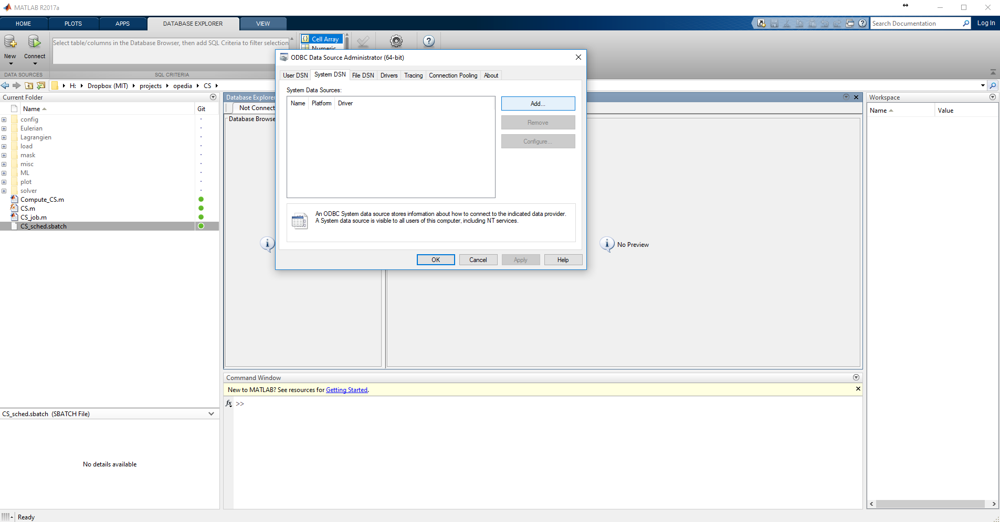 MATLAB R2017a
HOME
PLOTS
APPS
DATABASE EXPLORER
VIEW
Search Documentation
Log In
New
Connect
Select table/columns in the Database Browser, then add SQL Criteria to filter selection
Cell Array
Numeric
DATA SOURCES
SQL CRITERIA
H:
Dropbox (MIT)
projects
opedia
CS
Current Folder
Name
Git
config
Eulerian
Lagrangien
load
mask
misc
ML
plot
solver
Compute_CS.m
CS.m
CS_job.m
CS_sched.sbatch
CS_sched.sbatch (SBATCH File)
No details available
Database Explorer
Not Connect
Database Browse
ODBC Data Source Administrator (64-bit)
User DSN
System DSN
File DSN
Drivers
Tracing
Connection Pooling
About
System Data Sources:
Name
Platform
Driver
Add...
Remove
Configure...
An ODBC System data source stores information about how to connect to the indicated data provider.
A System data source is visible to all users of this computer, including NT services.
OK
Cancel
Apply
Help
No Preview
Command Window
New to MATLAB? See resources for Getting Started.
fx >>
Workspace
Name
Value
Ready